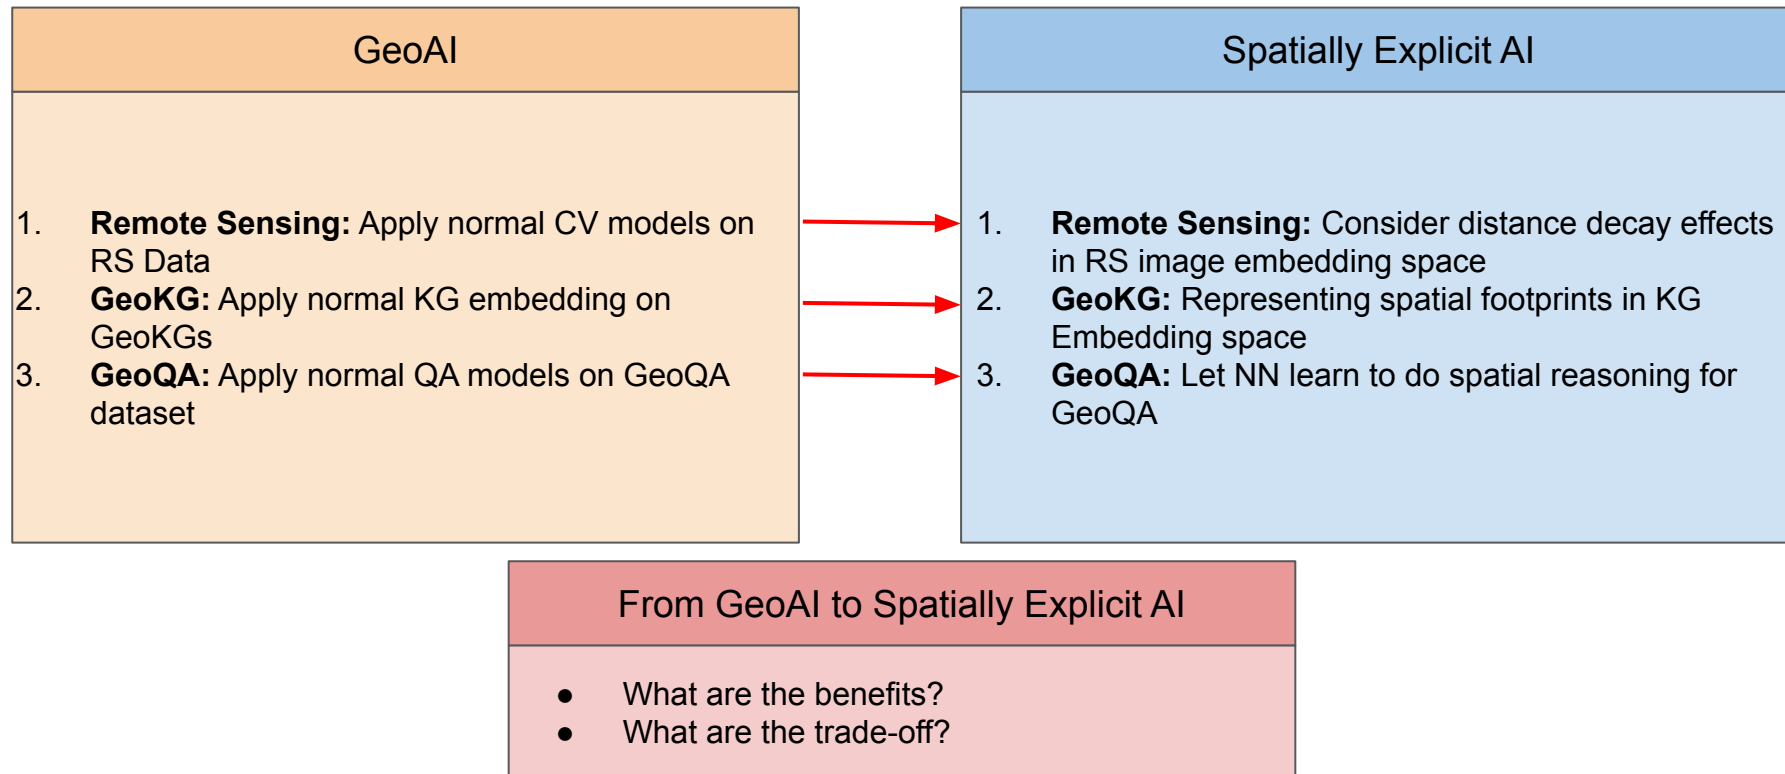 GeoAI
1. Remote Sensing: Apply normal CV models on
RS Data
2. GeoKG: Apply normal KG embedding on
GeoKGs
3. GeoQA: Apply normal QA models on GeoQA
dataset
Spatially Explicit AI
1. Remote Sensing: Consider distance decay effects
in RS image embedding space
2. GeoKG: Representing spatial footprints in KG
Embedding space
3. GeoQA: Let NN learn to do spatial reasoning for
GeoQA
From GeoAI to Spatially Explicit AI
● What are the benefits?
● What are the trade-off?